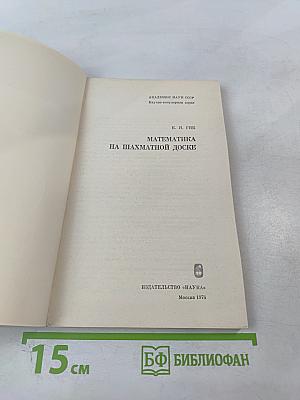 АКАДЕМИЯ НАУК СССР
Научно-популярная серия
Е. Я. ГИК
МАТЕМАТИКА
НА ШАХМАТНОЙ ДОСКЕ
ИЗДАТЕЛЬСТВО «НАУКА»
Москва 1976
15 см
БФ БИБЛИОФАН